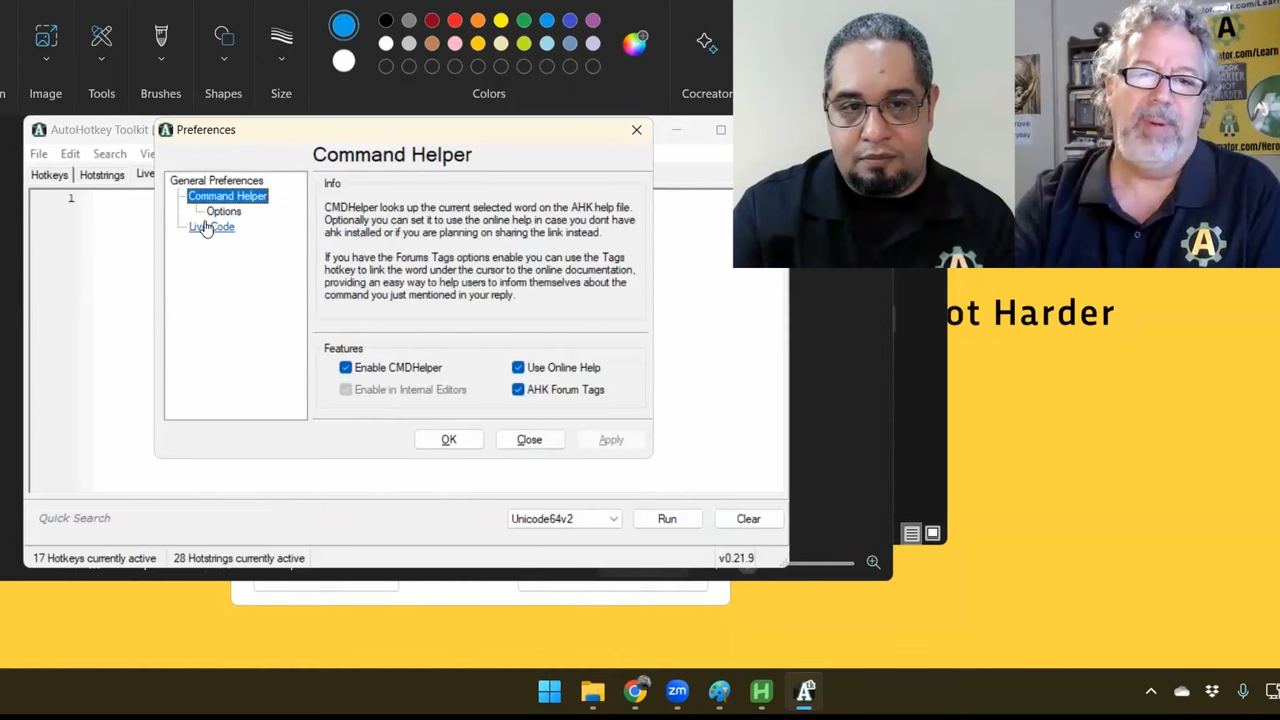 Image
Tools
Brushes
Shapes
Size
Colors
Cocreator
AutoHotkey Toolkit
Preferences
File Edit Search
Hotkeys Hotstrings
1
Command Helper
General Preferences
Command Helper
Options
Info
CMDHelper looks up the current selected word on the AHK help file.
Optionally you can set it to use the online help in case you dont have
ahk installed or if you are planning on sharing the link instead.
If you have the Forums Tags options enable you can use the Tags
hotkey to link the word under the cursor to the online documentation,
providing an easy way to help users to inform themselves about the
command you just mentioned in your reply).
Features
Enable CMDHelper
Use Online Help
Enable in Internal Editors
AHK Forum Tags
OK
Close
Apply
Quick Search
Unicode64v2
Run
Clear
17 Hotkeys currently active
28 Hotstrings currently active
v0.21.9
ot Harder
zm
H
A